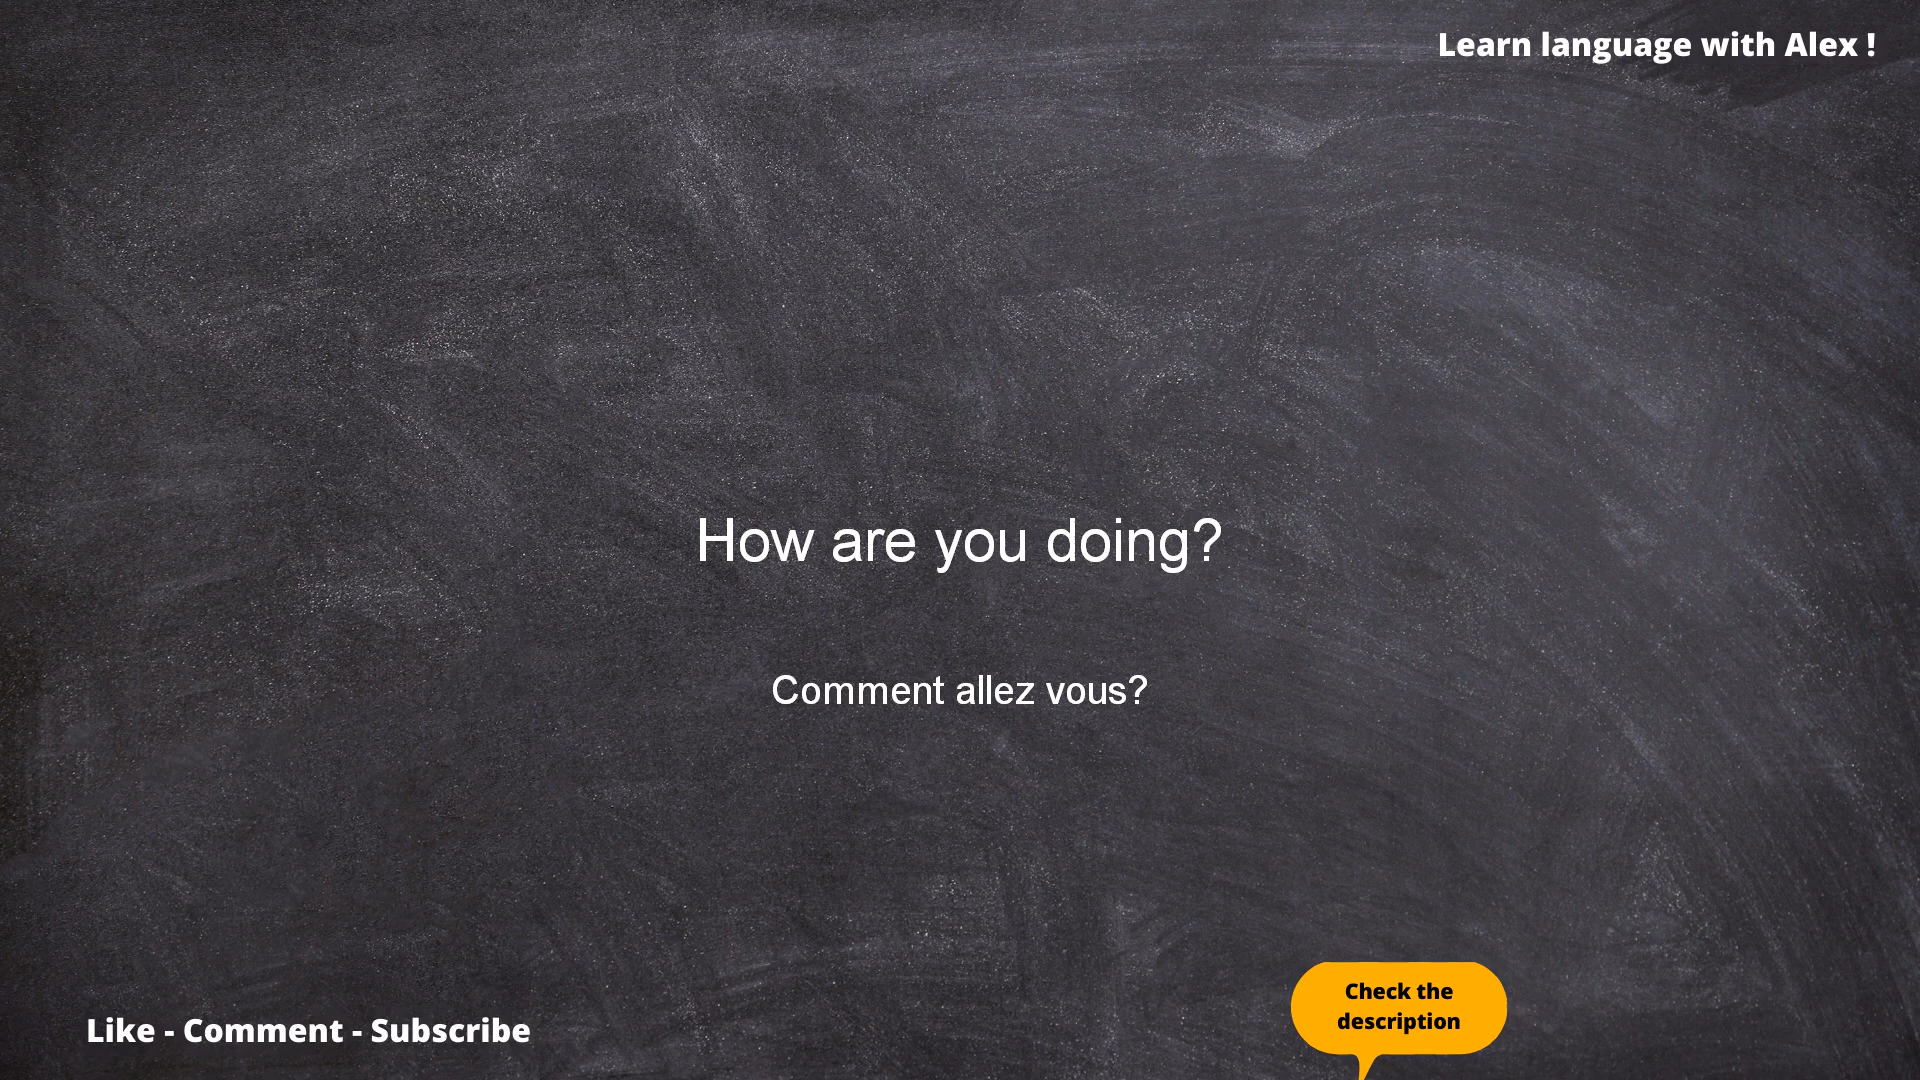 Learn language with Alex !
How are you doing?
Comment allez vous?
Check the
description
Like - Comment - Subscribe